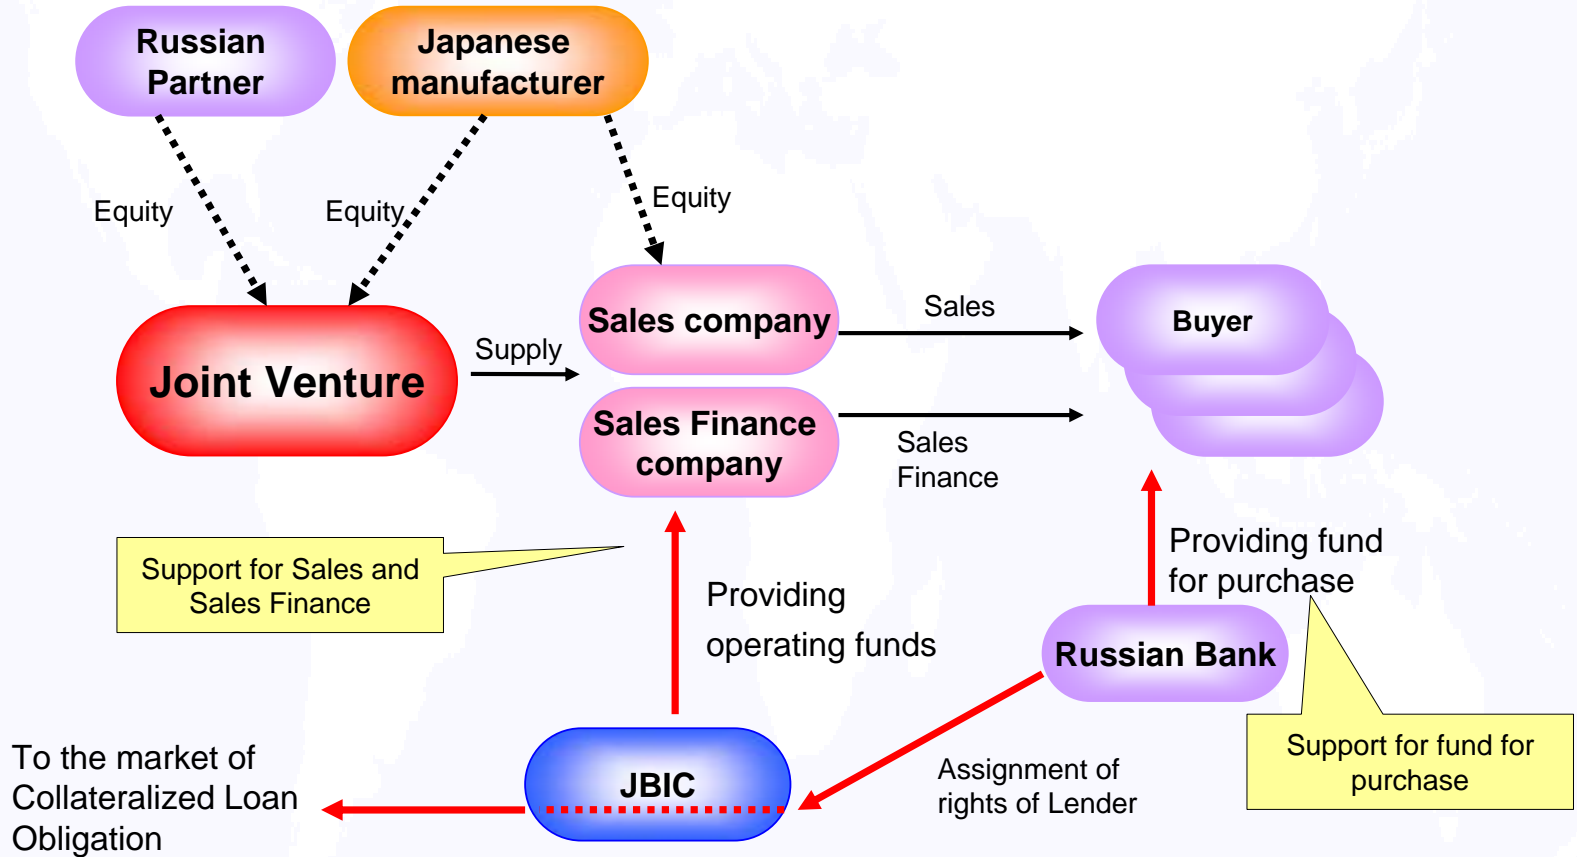 Russian
Partner
Japanese
manufacturer
Equity
Equity
Equity
Joint Venture
Supply
Sales company
Sales
Buyer
Sales Finance
company
Sales
Finance
Support for Sales and
Sales Finance
Providing
operating funds
Providing fund
for purchase
Russian Bank
Support for fund for
purchase
JBIC
Assignment of
rights of Lender
To the market of
Collateralized Loan
Obligation